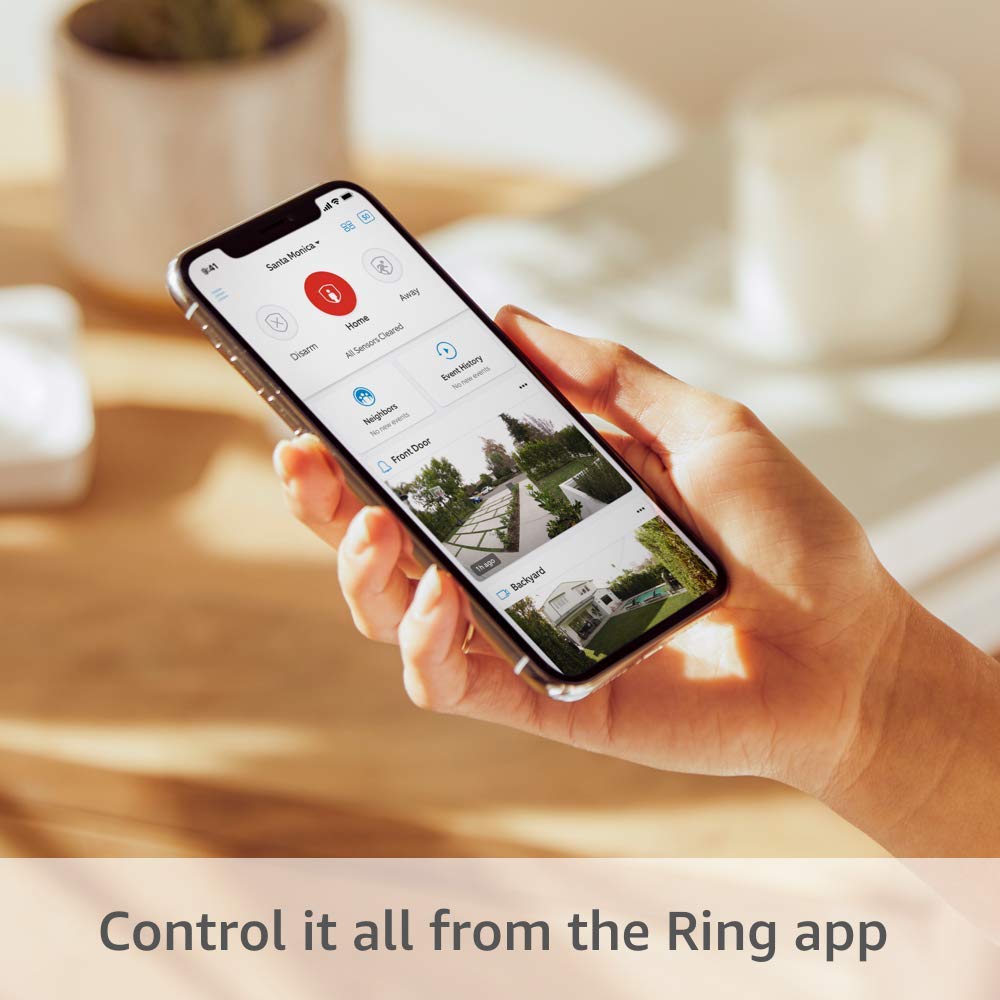 9:41
Santa Monica
50
Disarm
Home
Away
All Sensors Cleared
Neighbors
No new events
Event History
No new events
Front Door
1h ago
Backyard
Control it all from the Ring app